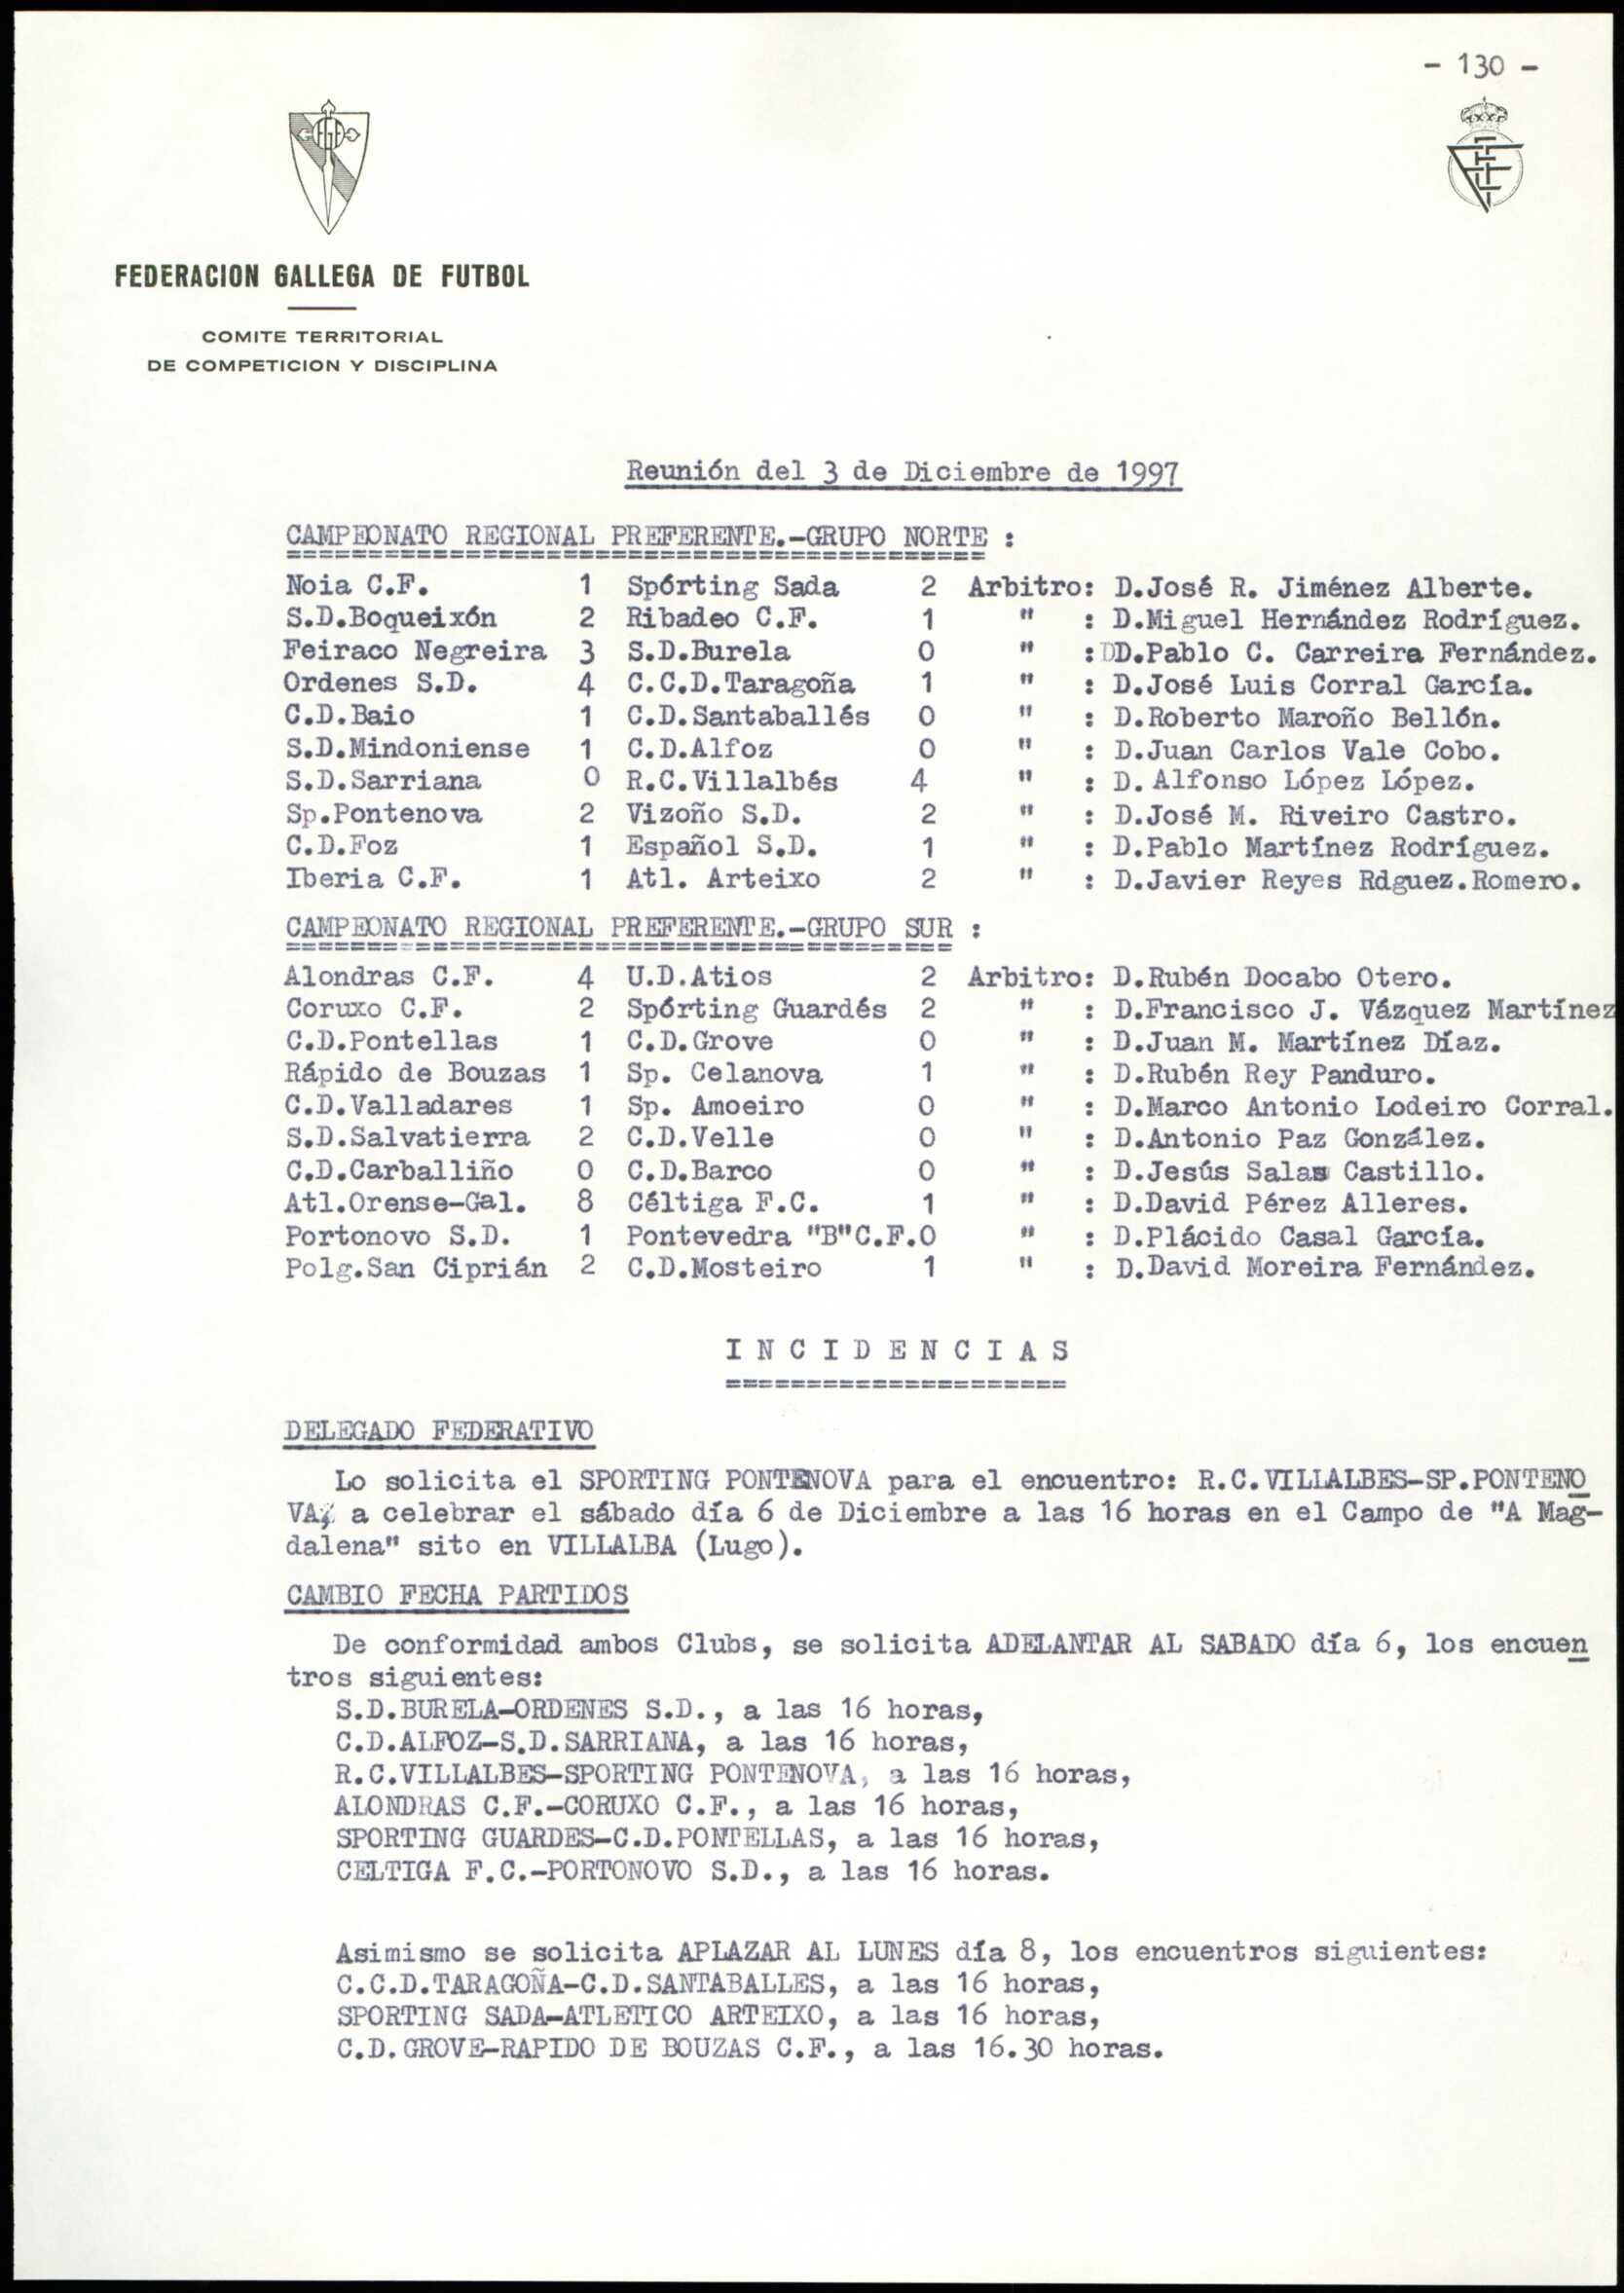 - 130 -
FEDERACION GALLEGA DE FUTBOL
COMITE TERRITORIAL
DE COMPETICION Y DISCIPLINA
Reunión del 3 de Diciembre de 1997
CAMPEONATO REGIONAL PREFERENTE.-GRUPO NORTE :
Noia C.F. 1 Spórting Sada 2 Arbitro: D.José R. Jiménez Alberte.
S.D.Boqueixón 2 Ribadeo C.F. 1 " : D.Miguel Hernández Rodríguez.
Feiraco Negreira 3 S.D.Burela 0 " :DD.Pablo C. Carreira Fernández.
Ordenes S.D. 4 C.C.D.Taragoña 1 " : D.José Luis Corral García.
C.D.Baio 1 C.D.Santaballés 0 " : D.Roberto Maroño Bellón.
S.D.Mindoniense 1 C.D.Alfoz 0 " : D.Juan Carlos Vale Cobo.
S.D.Sarriana 0 R.C.Villalbés 4 " : D. Alfonso López López.
Sp.Pontenova 2 Vizoño S.D. 2 " : D.José M. Riveiro Castro.
C.D.Foz 1 Español S.D. 1 " : D.Pablo Martínez Rodríguez.
Iberia C.F. 1 Atl. Arteixo 2 " : D.Javier Reyes Rdguez.Romero.
CAMPEONATO REGIONAL PREFERENTE.-GRUPO SUR :
Alondras C.F. 4 U.D.Atios 2 Arbitro: D.Rubén Docabo Otero.
Coruxo C.F. 2 Spórting Guardés 2 " : D.Francisco J. Vázquez Martínez
C.D.Pontellas 1 C.D.Grove 0 " : D.Juan M. Martínez Díaz.
Rápido de Bouzas 1 Sp. Celanova 1 " : D.Rubén Rey Panduro.
C.D.Valladares 1 Sp. Amoeiro 0 " : D.Marco Antonio Lodeiro Corral.
S.D.Salvatierra 2 C.D.Velle 0 " : D.Antonio Paz González.
C.D.Carballiño 0 C.D.Barco 0 " : D.Jesús Salas Castillo.
Atl.Orense-Gal. 8 Céltiga F.C. 1 " : D.David Pérez Alleres.
Portonovo S.D. 1 Pontevedra "B"C.F.0 " : D.Plácido Casal García.
Polg.San Ciprián 2 C.D.Mosteiro 1 " : D.David Moreira Fernández.
I N C I D E N C I A S
DELEGADO FEDERATIVO
Lo solicita el SPORTING PONTENOVA para el encuentro: R.C.VILLALBES-SP.PONTENO
VA, a celebrar el sábado día 6 de Diciembre a las 16 horas en el Campo de "A Mag-
dalena" sito en VILLALBA (Lugo).
CAMBIO FECHA PARTIDOS
De conformidad ambos Clubs, se solicita ADELANTAR AL SABADO día 6, los encuen
tros siguientes:
S.D.BURELA-ORDENES S.D., a las 16 horas,
C.D.ALFOZ-S.D.SARRIANA, a las 16 horas,
R.C.VILLALBES-SPORTING PONTENOVA, a las 16 horas,
ALONDRAS C.F.-CORUXO C.F., a las 16 horas,
SPORTING GUARDES-C.D.PONTELLAS, a las 16 horas,
CELTIGA F.C.-PORTONOVO S.D., a las 16 horas.
Asimismo se solicita APLAZAR AL LUNES día 8, los encuentros siguientes:
C.C.D.TARAGOÑA-C.D.SANTABALLES, a las 16 horas,
SPORTING SADA-ATLETICO ARTEIXO, a las 16 horas,
C.D.GROVE-RAPIDO DE BOUZAS C.F., a las 16.30 horas.